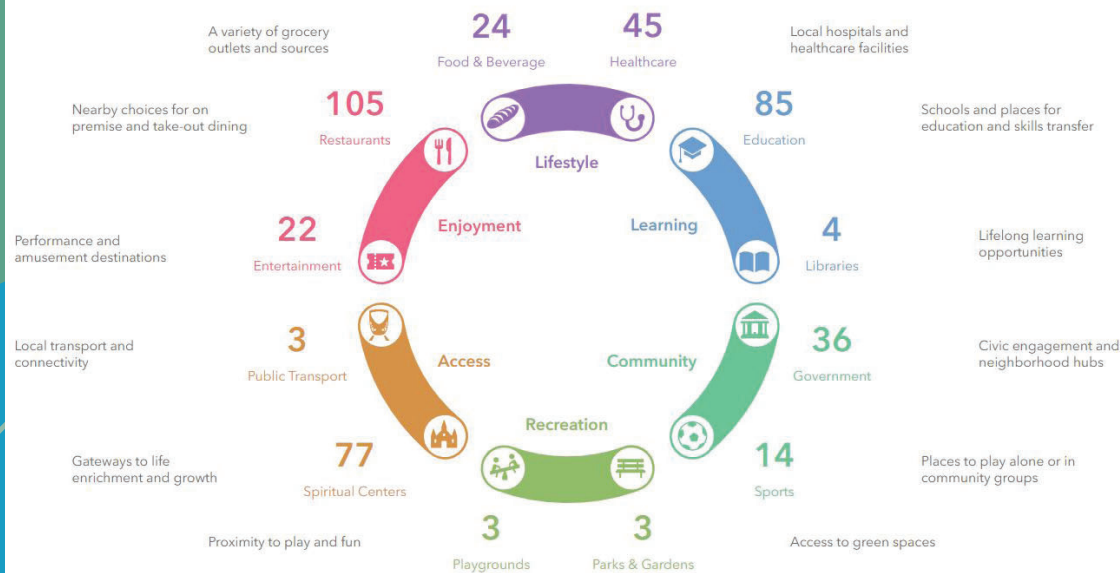 A variety of grocery
outlets and sources
24
Food & Beverage
45
Healthcare
Local hospitals and
healthcare facilities
Nearby choices for on
premise and take-out dining
105
Restaurants
Lifestyle
85
Education
Schools and places for
education and skills transfer
Performance and
amusement destinations
22
Entertainment
Enjoyment
Learning
4
Libraries
Lifelong learning
opportunities
Local transport and
connectivity
3
Public Transport
Access
Community
36
Government
Civic engagement and
neighborhood hubs
Gateways to life
enrichment and growth
77
Spiritual Centers
Recreation
14
Sports
Places to play alone or in
community groups
Proximity to play and fun
3
Playgrounds
3
Parks & Gardens
Access to green spaces